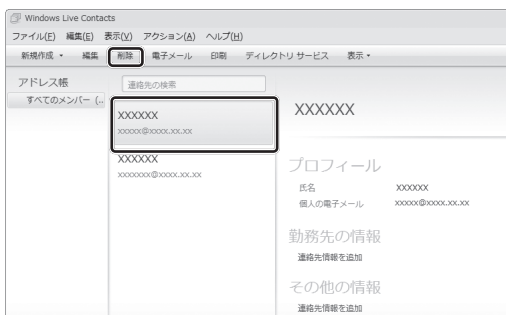 Windows Live Contacts
ファイル(F) 編集(E) 表示(V) アクション(A) ヘルプ(H)
新規作成 編集 削除 電子メール 印刷 ディレクトリ サービス 表示
アドレス帳
すべてのメンバー (..
連絡先の検索
XXXXXX
xxxxx@xxxx.xx.xx
XXXXXX
xxxxxx@xxxx.xx.xx
XXXXXX
プロフィール
氏名 XXXXXX
個人の電子メール xxxxx@xxxx.xx.xx
勤務先の情報
連絡先情報を追加
その他の情報
連絡先情報を追加